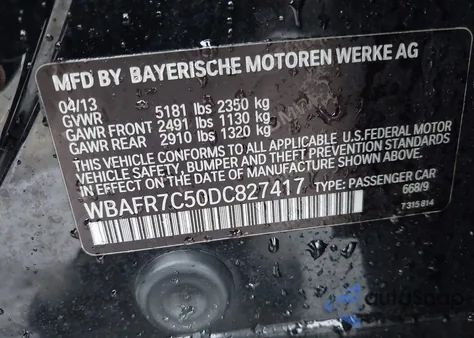 MFD BY BAYERISCHE MOTOREN WERKE AG
04/13
GVWR 5181 lbs 2350 kg
GAWR FRONT 2491 lbs 1130 kg
GAWR REAR 2910 lbs 1320 kg
THIS VEHICLE CONFORMS TO ALL APPLICABLE U.S.FEDERAL MOTOR
VEHICLE SAFETY, BUMPER AND THEFT PREVENTION STANDARDS
IN EFFECT ON THE DATE OF MANUFACTURE SHOWN ABOVE.
WBAFR7C50DC827417 TYPE: PASSENGER CAR
668/9
7 315 814